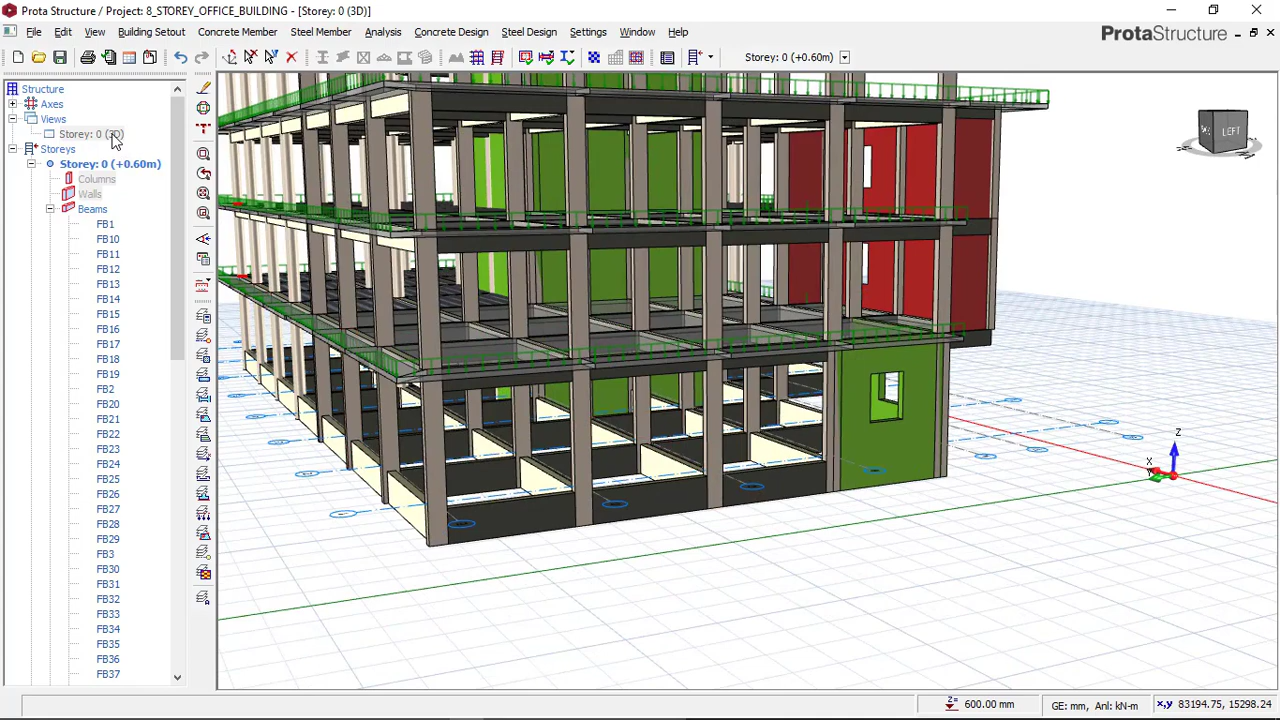 Prota Structure / Project: 8_STOREY_OFFICE_BUILDING - [Storey: 0 (3D)]
File Edit View Building Setout Concrete Member Steel Member Analysis Concrete Design Steel Design Settings Window Help
ProtaStructure
Storey: 0 (+0.60m)
Structure
Axes
Views
Storey: 0 (3D)
Storeys
Storey: 0 (+0.60m)
Columns
Walls
Beams
FB1
FB10
FB11
FB12
FB13
FB14
FB15
FB16
FB17
FB18
FB19
FB2
FB20
FB21
FB22
FB23
FB24
FB25
FB26
FB27
FB28
FB29
FB3
FB30
FB31
FB32
FB33
FB34
FB35
FB36
FB37
LEFT
Z
X
Z= 600.00 mm
GE: mm, Anl: kN-m
x,y 83194.75, 15298.24